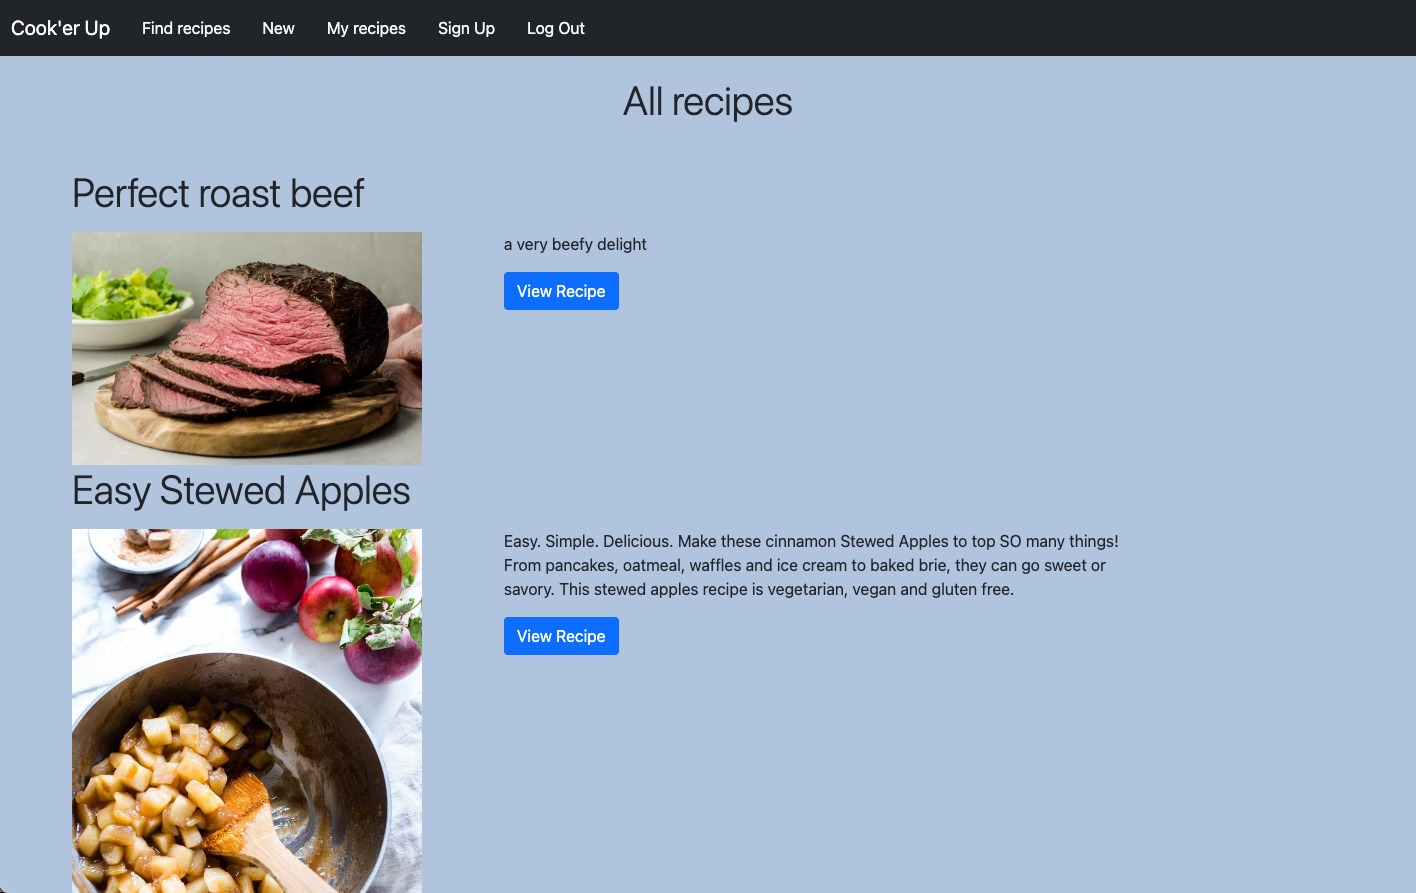 Cook'er Up Find recipes New My recipes Sign Up Log Out
All recipes
Perfect roast beef
a very beefy delight
View Recipe
Easy Stewed Apples
Easy. Simple. Delicious. Make these cinnamon Stewed Apples to top SO many things!
From pancakes, oatmeal, waffles and ice cream to baked brie, they can go sweet or
savory. This stewed apples recipe is vegetarian, vegan and gluten free.
View Recipe